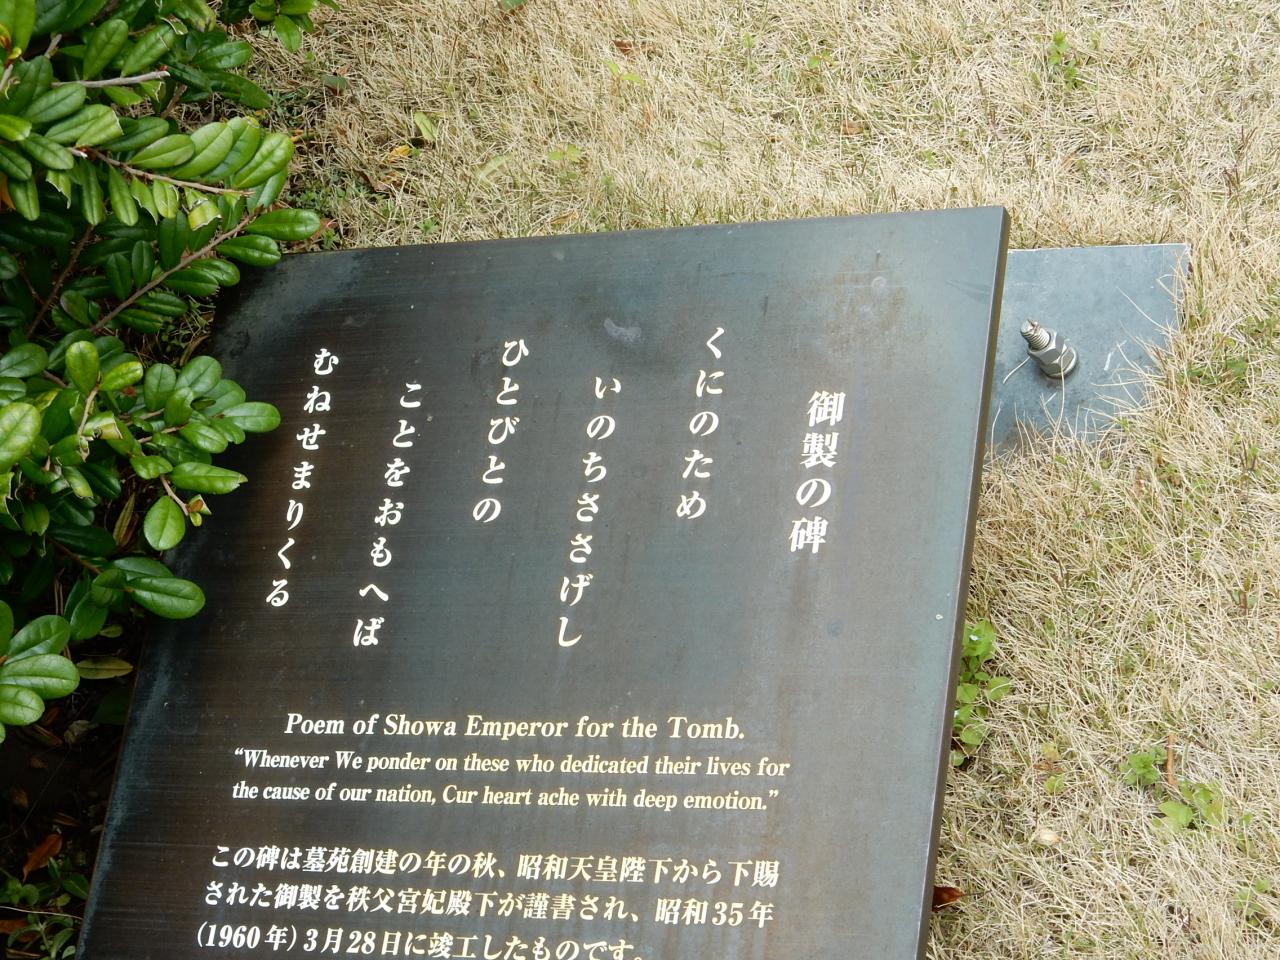 御製の碑
くにのため
いのちささげし
ひとびとの
ことをおもへば
むねせまりくる
Poem of Showa Emperor for the Tomb.
“Whenever We ponder on these who dedicated their lives for
the cause of our nation, Cur heart ache with deep emotion.”
この碑は墓苑創建の年の秋、昭和天皇陛下から下賜
された御製を秩父宮妃殿下が謹書され、昭和35年
(1960年)3月28日に竣工したものです。